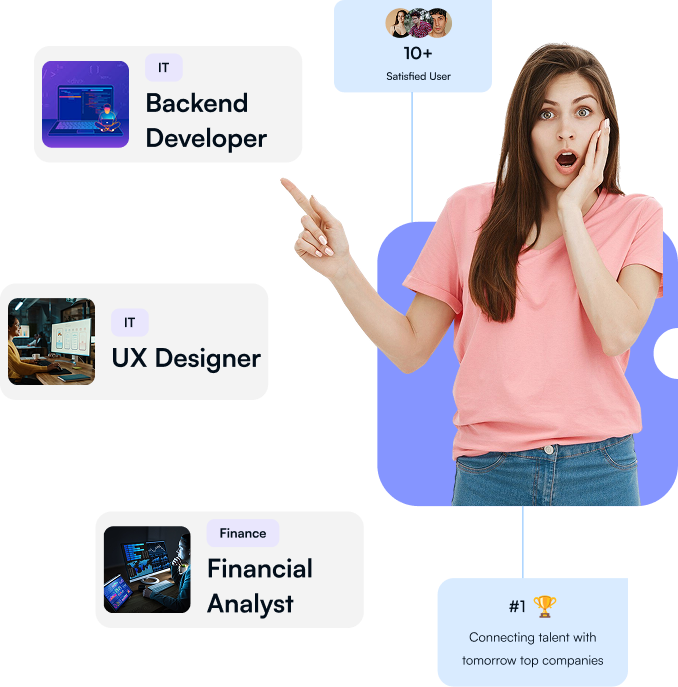 10+
Satisfied User
IT
Backend
Developer
IT
UX Designer
Finance
Financial
Analyst
#1 🏆
Connecting talent with
tomorrow top companies